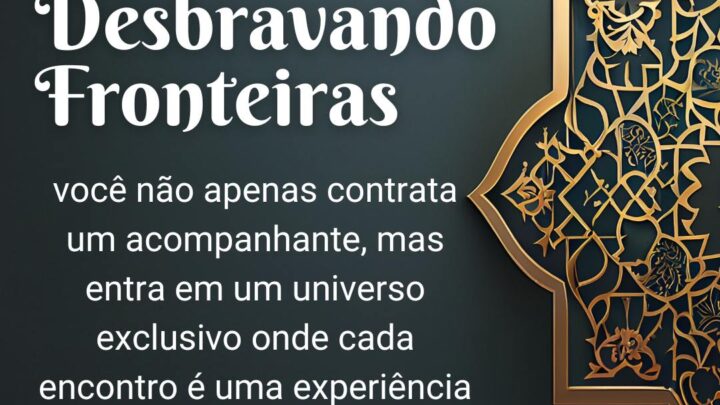 Desbravando
Fronteiras
você não apenas contrata
um acompanhante, mas
entra em um universo
exclusivo onde cada
encontro é uma experiência